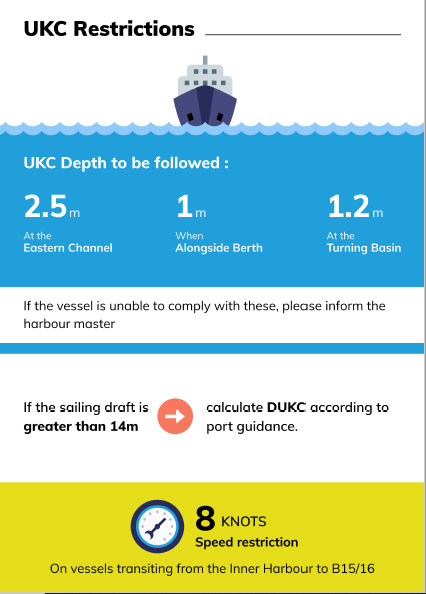 UKC Restrictions
UKC Depth to be followed :
2.5 m
At the
Eastern Channel
1 m
When
Alongside Berth
1.2 m
At the
Turning Basin
If the vessel is unable to comply with these, please inform the
harbour master
If the sailing draft is
greater than 14m
calculate DUKC according to
port guidance.
8 KNOTS
Speed restriction
On vessels transiting from the Inner Harbour to B15/16